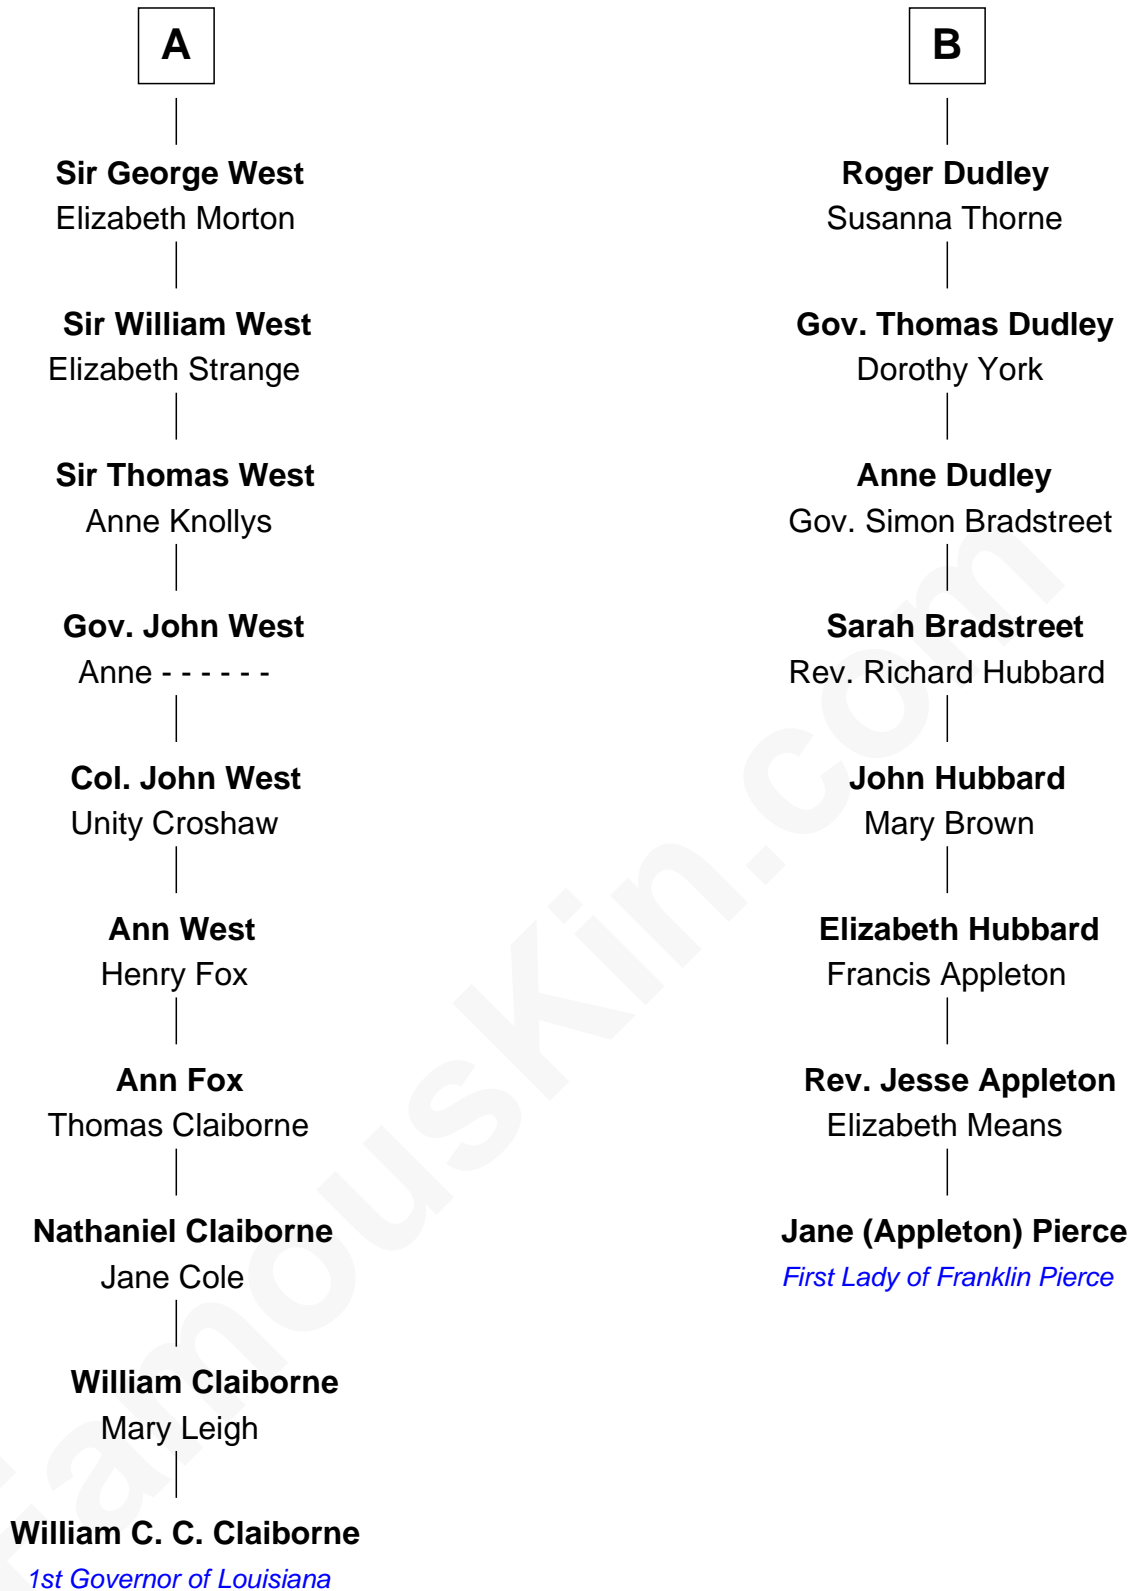 A
Sir George West
Elizabeth Morton
Sir William West
Elizabeth Strange
Sir Thomas West
Anne Knollys
Gov. John West
Anne - - - - - -
Col. John West
Unity Croshaw
Ann West
Henry Fox
Ann Fox
Thomas Claiborne
Nathaniel Claiborne
Jane Cole
William Claiborne
Mary Leigh
William C. C. Claiborne
1st Governor of Louisiana
B
Roger Dudley
Susanna Thorne
Gov. Thomas Dudley
Dorothy York
Anne Dudley
Gov. Simon Bradstreet
Sarah Bradstreet
Rev. Richard Hubbard
John Hubbard
Mary Brown
Elizabeth Hubbard
Francis Appleton
Rev. Jesse Appleton
Elizabeth Means
Jane (Appleton) Pierce
First Lady of Franklin Pierce
FamousKin.com